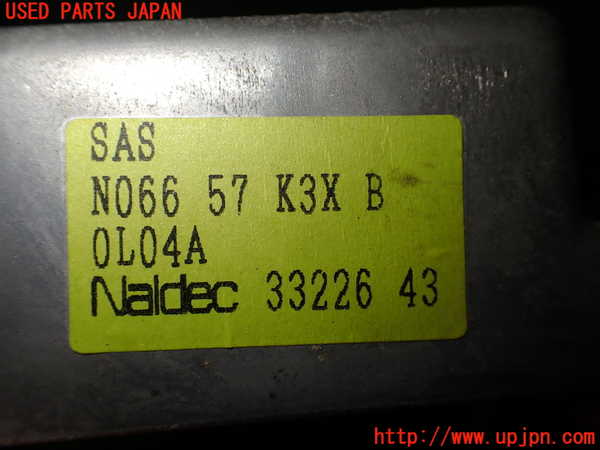 USED PARTS JAPAN
SAS
N066 57 K3X B
0L04A
Naldec 33226 43
http://www.upjpn.com/